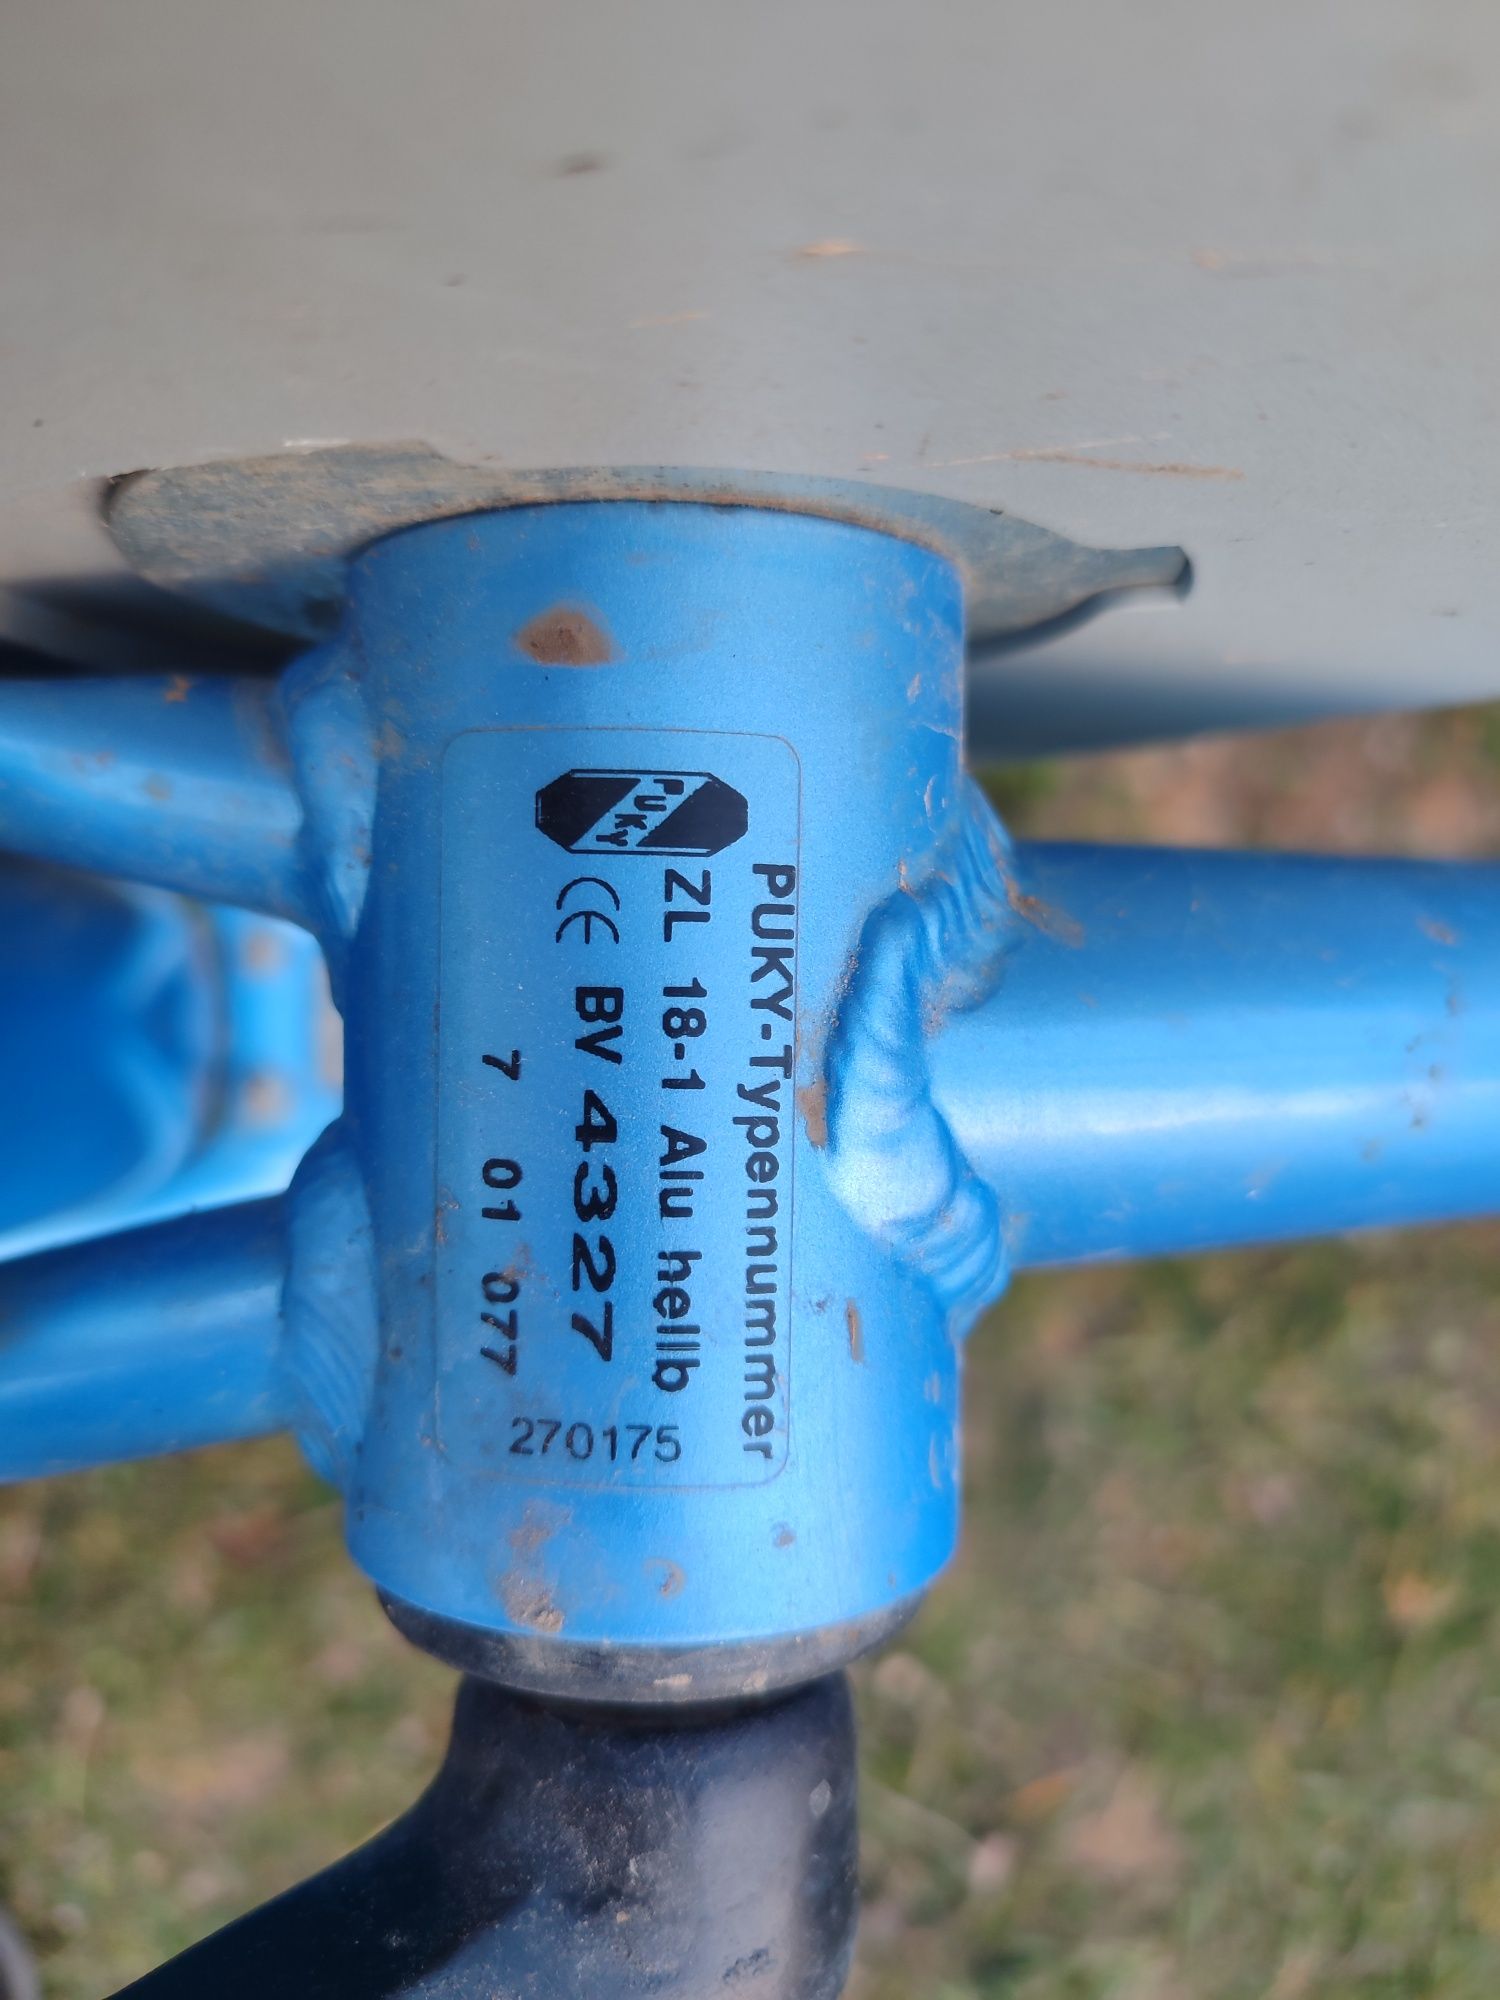 PUKY-Typennummer
PUKY
ZL 18-1 Alu hellb
CE BV 4327
7 01 077
270175